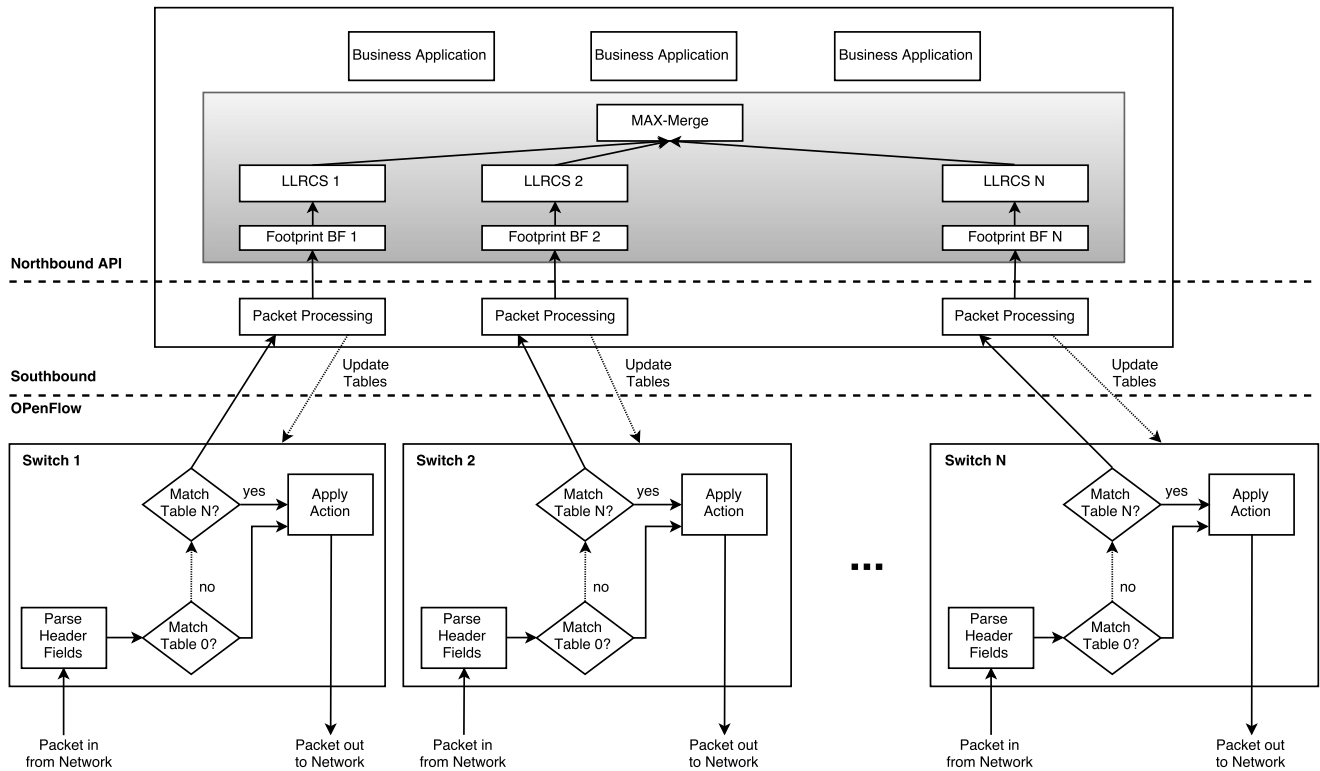 Business Application
Business Application
Business Application
MAX-Merge
LLRCS 1
LLRCS 2
LLRCS N
Footprint BF 1
Footprint BF 2
Footprint BF N
Northbound API
Packet Processing
Packet Processing
Packet Processing
Update
Tables
Update
Tables
Update
Tables
Southbound
OPenFlow
Switch 1
Match
Table N?
yes
Apply
Action
no
Parse
Header
Fields
Match
Table 0?
Packet in
from Network
Packet out
to Network
Switch 2
Match
Table N?
yes
Apply
Action
no
Parse
Header
Fields
Match
Table 0?
Packet in
from Network
Packet out
to Network
...
Switch N
Match
Table N?
yes
Apply
Action
no
Parse
Header
Fields
Match
Table 0?
Packet in
from Network
Packet out
to Network